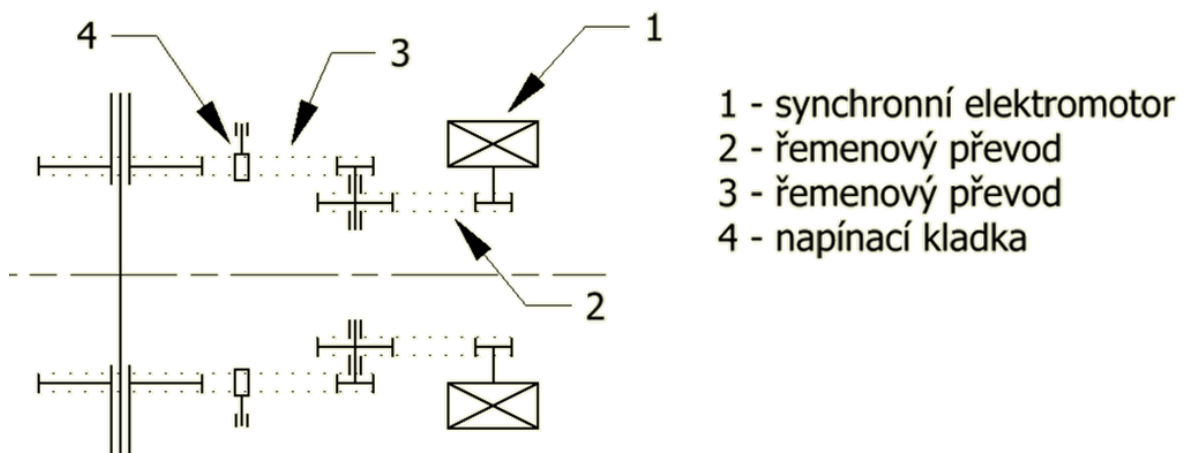 4
3
1
2
1 - synchronní elektromotor
2 - řemenový převod
3 - řemenový převod
4 - napínací kladka